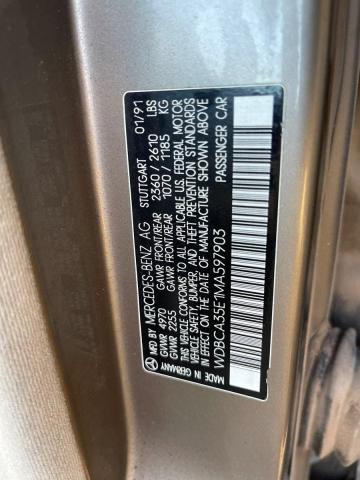 MERCEDES-BENZ AG STUTTGART 01/91
GVWR 4970 GAWR FRONT/REAR 2360 / 2610 LBS
GVWR 2255 GAWR FRONT/REAR 1070 / 1185 KG
THIS VEHICLE CONFORMS TO ALL APPLICABLE U.S. FEDERAL MOTOR
VEHICLE SAFETY, BUMPER, AND THEFT PREVENTION STANDARDS
IN EFFECT ON THE DATE OF MANUFACTURE SHOWN ABOVE
WDBCA35E1MA597903 PASSENGER CAR
MADE IN GERMANY